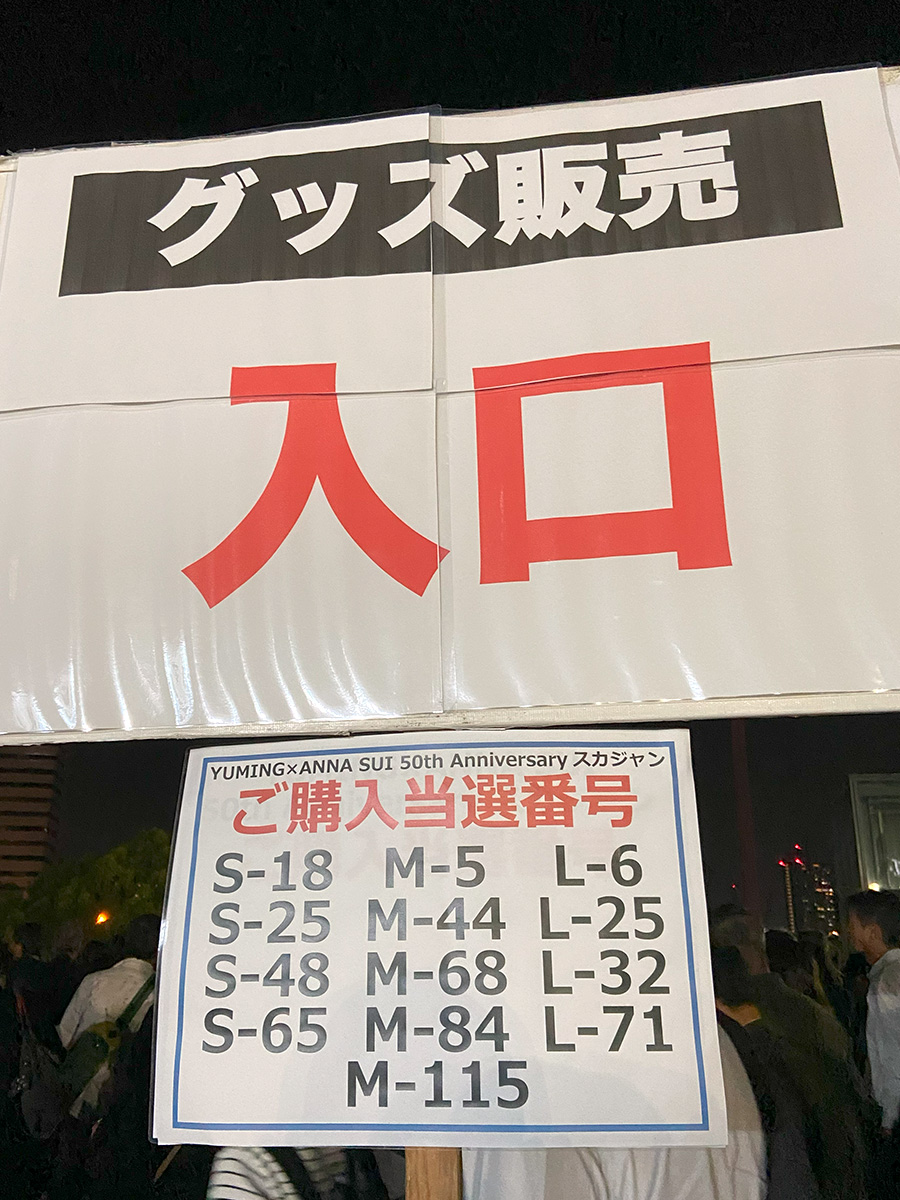 グッズ販売
入口
YUMING×ANNA SUI 50th Anniversary スカジャン
ご購入当選番号
S-18 M-5 L-6
S-25 M-44 L-25
S-48 M-68 L-32
S-65 M-84 L-71
M-115